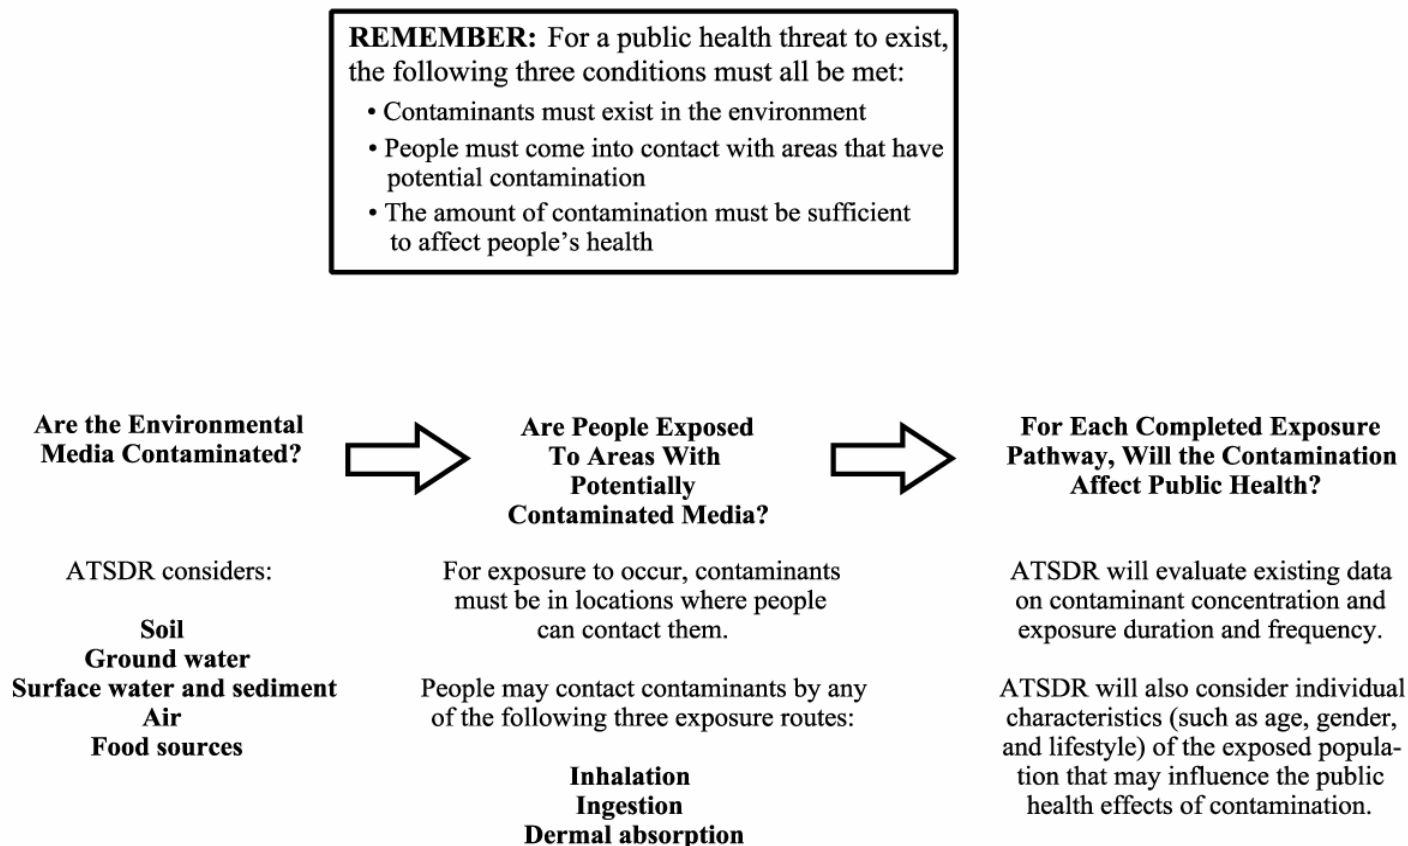 REMEMBER: For a public health threat to exist,
the following three conditions must all be met:
• Contaminants must exist in the environment
• People must come into contact with areas that have
potential contamination
• The amount of contamination must be sufficient
to affect people’s health
Are the Environmental
Media Contaminated?
ATSDR considers:
Soil
Ground water
Surface water and sediment
Air
Food sources
Are People Exposed
To Areas With
Potentially
Contaminated Media?
For exposure to occur, contaminants
must be in locations where people
can contact them.
People may contact contaminants by any
of the following three exposure routes:
Inhalation
Ingestion
Dermal absorption
For Each Completed Exposure
Pathway, Will the Contamination
Affect Public Health?
ATSDR will evaluate existing data
on contaminant concentration and
exposure duration and frequency.
ATSDR will also consider individual
characteristics (such as age, gender,
and lifestyle) of the exposed popula-
tion that may influence the public
health effects of contamination.